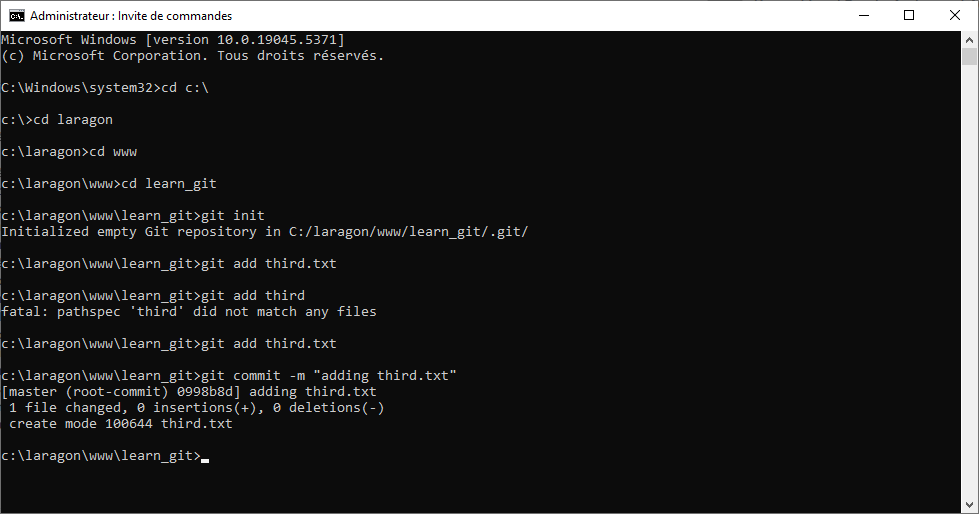 Administrateur : Invite de commandes
Microsoft Windows [version 10.0.19045.5371]
(c) Microsoft Corporation. Tous droits réservés.
C:\Windows\system32>cd c:\
c:\>cd laragon
c:\laragon>cd www
c:\laragon\www>cd learn_git
c:\laragon\www\learn_git>git init
Initialized empty Git repository in C:/laragon/www/learn_git/.git/
c:\laragon\www\learn_git>git add third.txt
c:\laragon\www\learn_git>git add third
fatal: pathspec 'third' did not match any files
c:\laragon\www\learn_git>git add third.txt
c:\laragon\www\learn_git>git commit -m "adding third.txt"
[master (root-commit) 0998b8d] adding third.txt
 1 file changed, 0 insertions(+), 0 deletions(-)
 create mode 100644 third.txt
c:\laragon\www\learn_git>